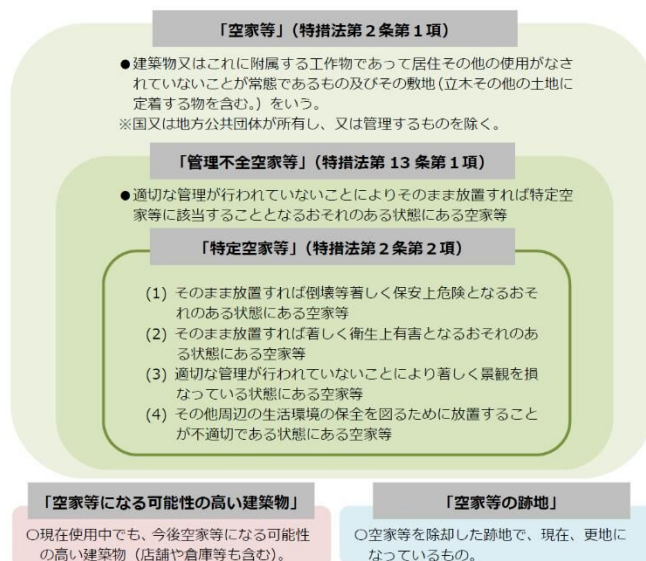 「空家等」（特措法第２条第１項）
●建築物又はこれに附属する工作物であって居住その他の使用がなさ
れていないことが常態であるもの及びその敷地（立木その他の土地に
定着する物を含む。）をいう。
※国又は地方公共団体が所有し、又は管理するものを除く。
「管理不全空家等」（特措法第 13 条第１項）
●適切な管理が行われていないことによりそのまま放置すれば特定空
家等に該当することとなるおそれのある状態にある空家等
「特定空家等」（特措法第２条第２項）
(1) そのまま放置すれば倒壊等著しく保安上危険となるおそ
れのある状態にある空家等
(2) そのまま放置すれば著しく衛生上有害となるおそれのあ
る状態にある空家等
(3) 適切な管理が行われていないことにより著しく景観を損
なっている状態にある空家等
(4) その他周辺の生活環境の保全を図るために放置すること
が不適切である状態にある空家等
「空家等になる可能性の高い建築物」
○現在使用中でも、今後空家等になる可能性
の高い建築物（店舗や倉庫等も含む）。
「空家等の跡地」
○空家等を除却した跡地で、現在、更地に
なっているもの。